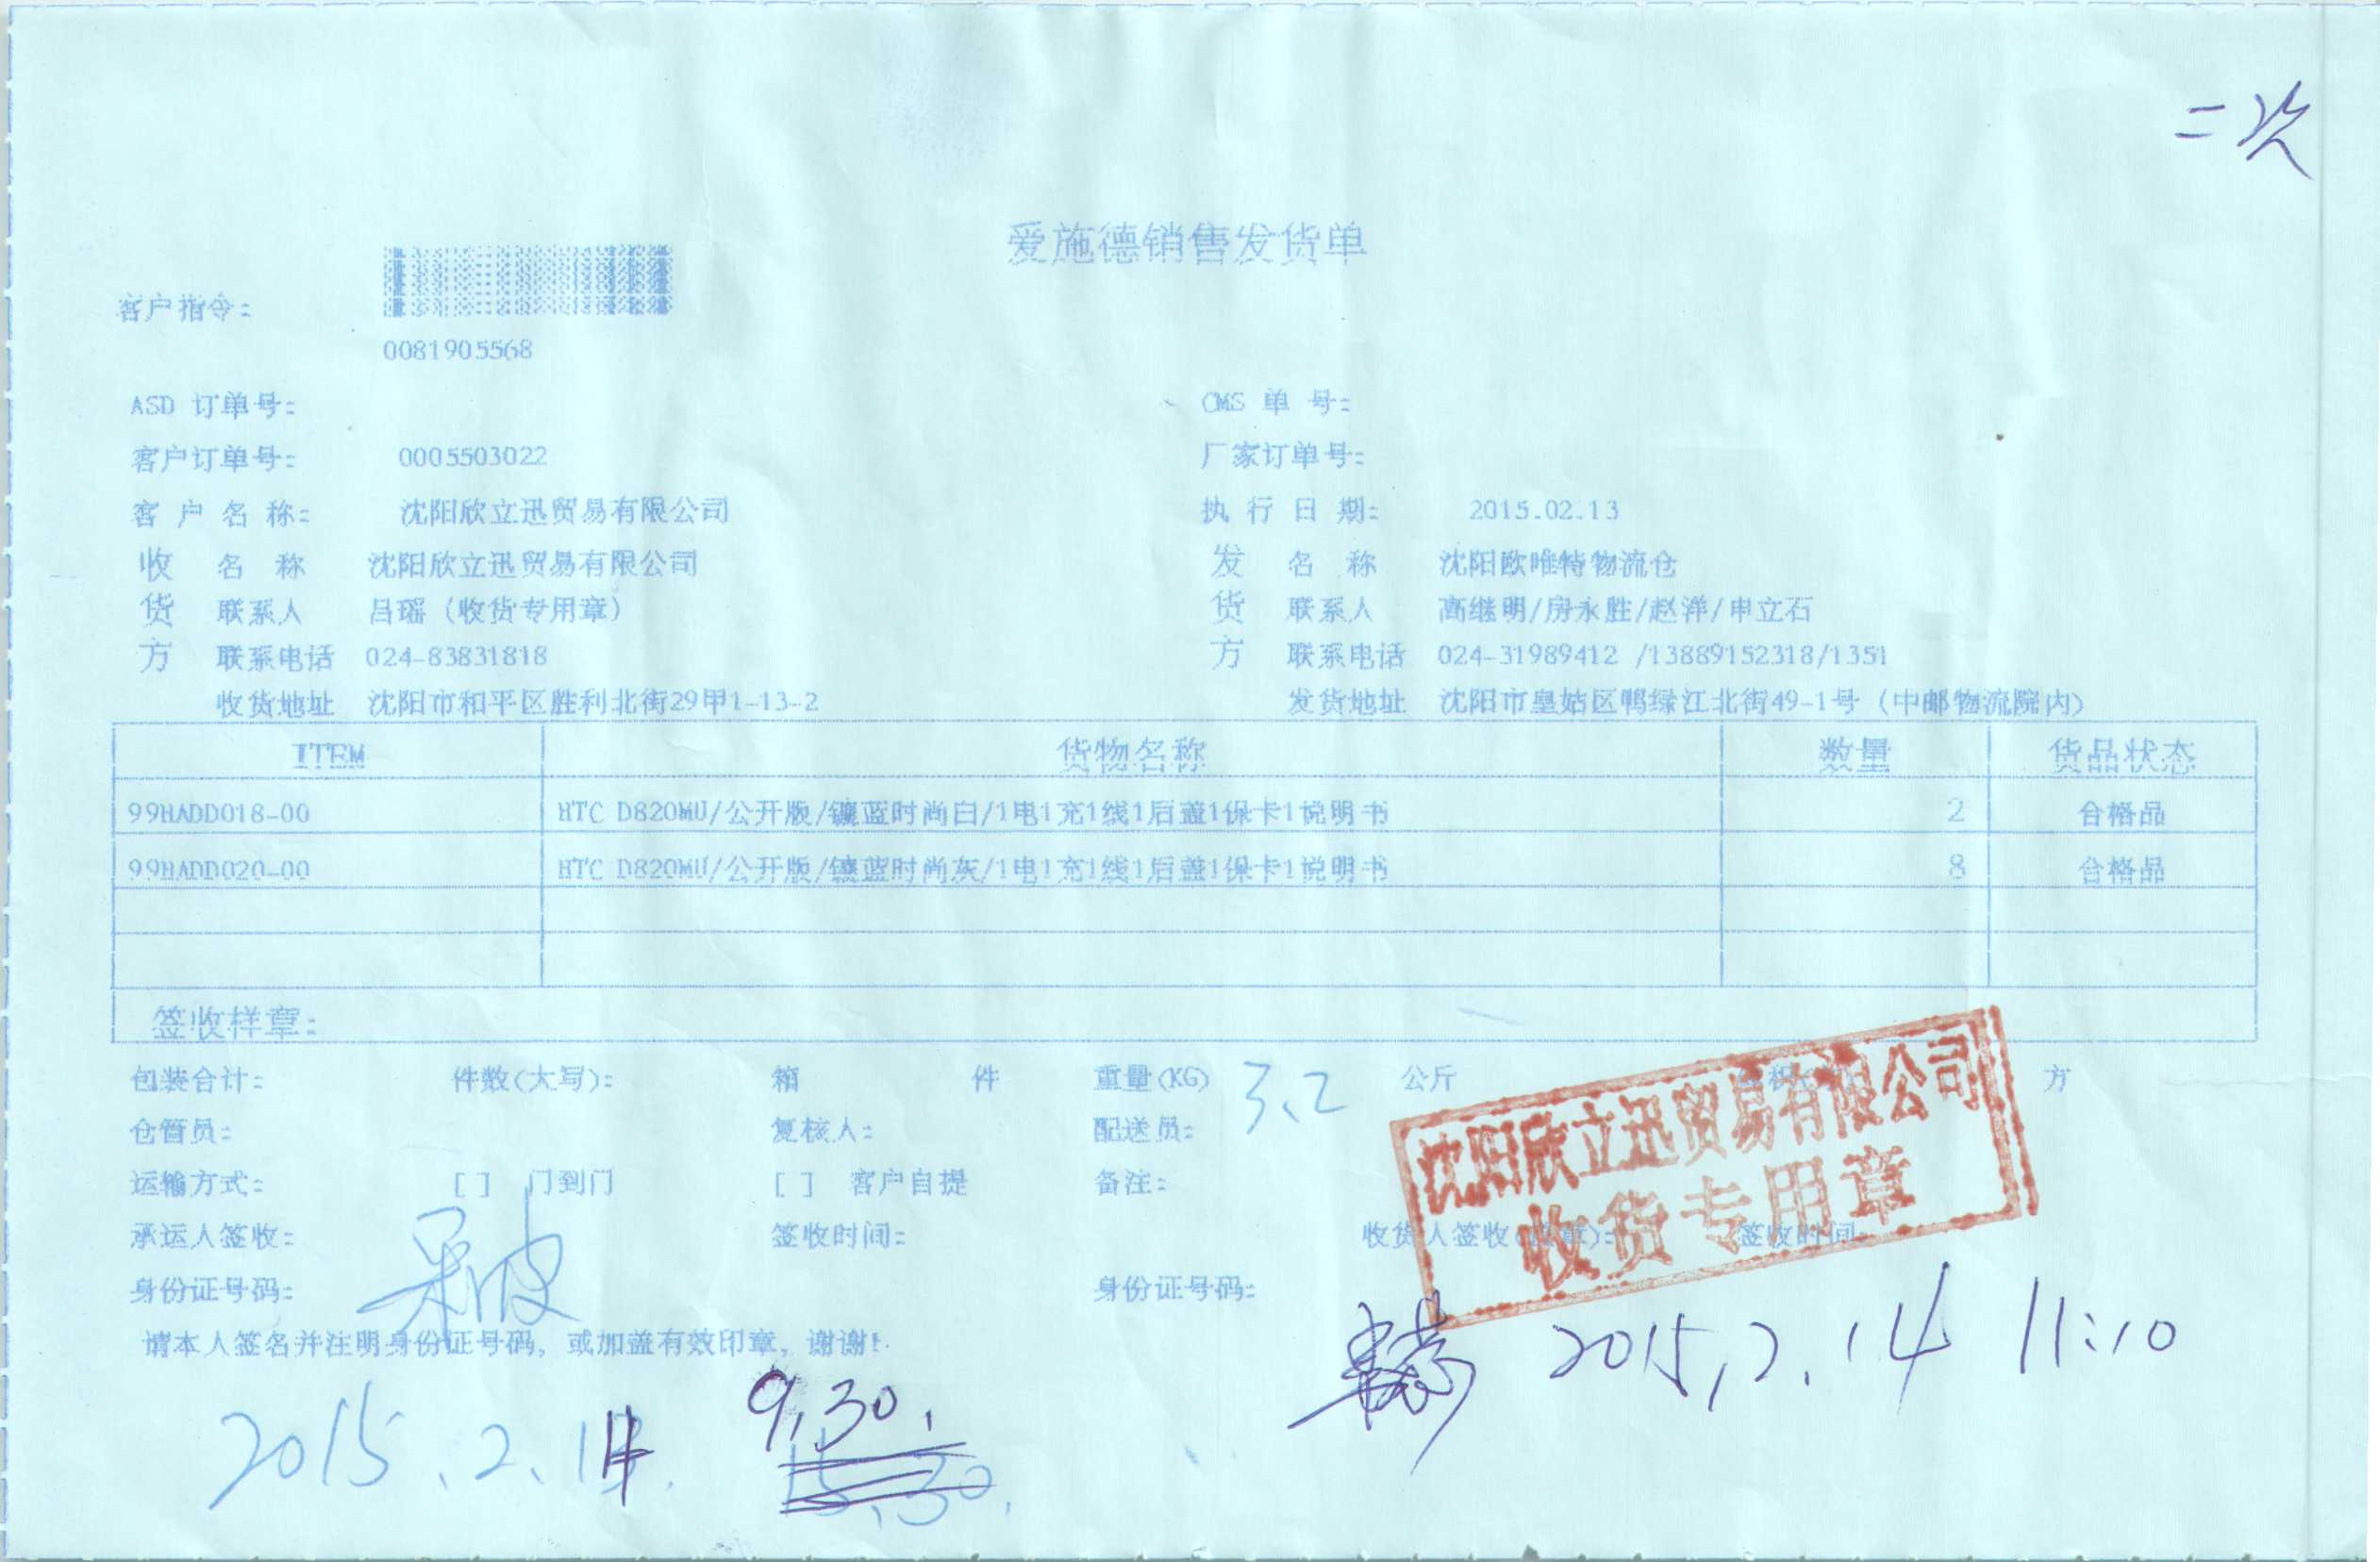 二次
爱施德销售发货单
客户指令:
0081905568
ASD 订单号: CMS 单 号:
客户订单号: 0005503022 厂家订单号:
客 户 名 称: 沈阳欣立迅贸易有限公司 执 行 日 期: 2015.02.13
收 名 称 沈阳欣立迅贸易有限公司 发 名 称 沈阳欧唯特物流仓
货 联系人 吕瑶(收货专用章) 货 联系人 高继明/房永胜/赵洋/申立石
方 联系电话 024-83831818 方 联系电话 024-31989412 /13889152318/1351
收货地址 沈阳市和平区胜利北街29甲1-13-2 发货地址 沈阳市皇姑区鸭绿江北街49-1号(中邮物流院内)
ITEM 货物名称 数量 货品状态
99HADD018-00 HTC D820MU/公开版/镶蓝时尚白/1电1充1线1后盖1保卡1说明书 2 合格品
99HADD020-00 HTC D820MU/公开版/镶蓝时尚灰/1电1充1线1后盖1保卡1说明书 8 合格品
签收样章:
包装合计: 件数(大写): 箱 件 重量(KG) 3.2 公斤 方
仓管员: 复核人: 配送员:
运输方式: [ ] 门到门 [ ] 客户自提 备注:
沈阳欣立迅贸易有限公司
收货专用章
承运人签收: 签收时间: 收货人签收 签收时间:
身份证号码: 身份证号码:
请本人签名并注明身份证号码, 或加盖有效印章, 谢谢!
2015.2.14 11:10
2015.2.14. 9.30.
15.30.